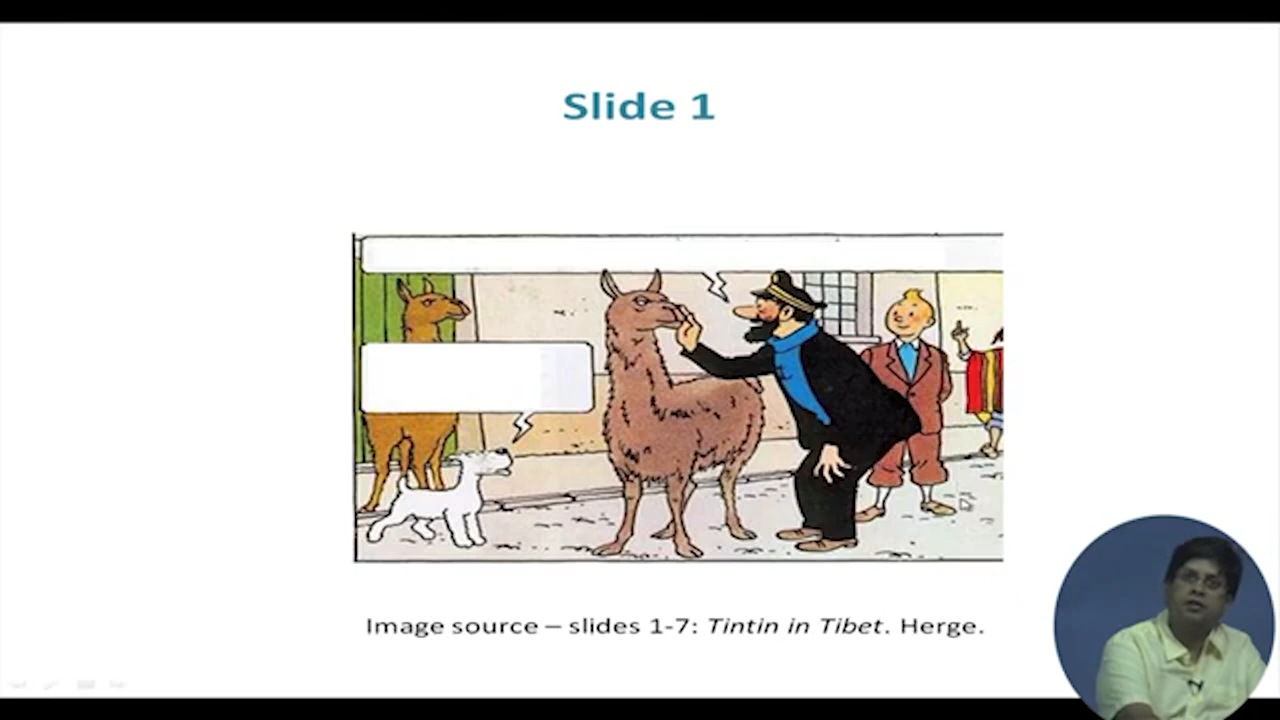 Slide 1
Image source – slides 1-7: Tintin in Tibet. Herge.